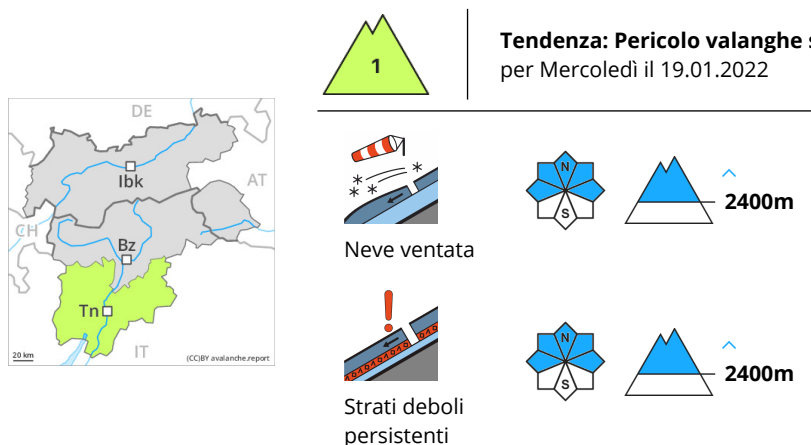 1
Tendenza: Pericolo valanghe
per Mercoledì il 19.01.2022
DE
Ibk
AT
CH
Bz
Tn
IT
20 km
(CC)BY avalanche.report
N
S
2400m
Neve ventata
N
S
2400m
Strati deboli
persistenti